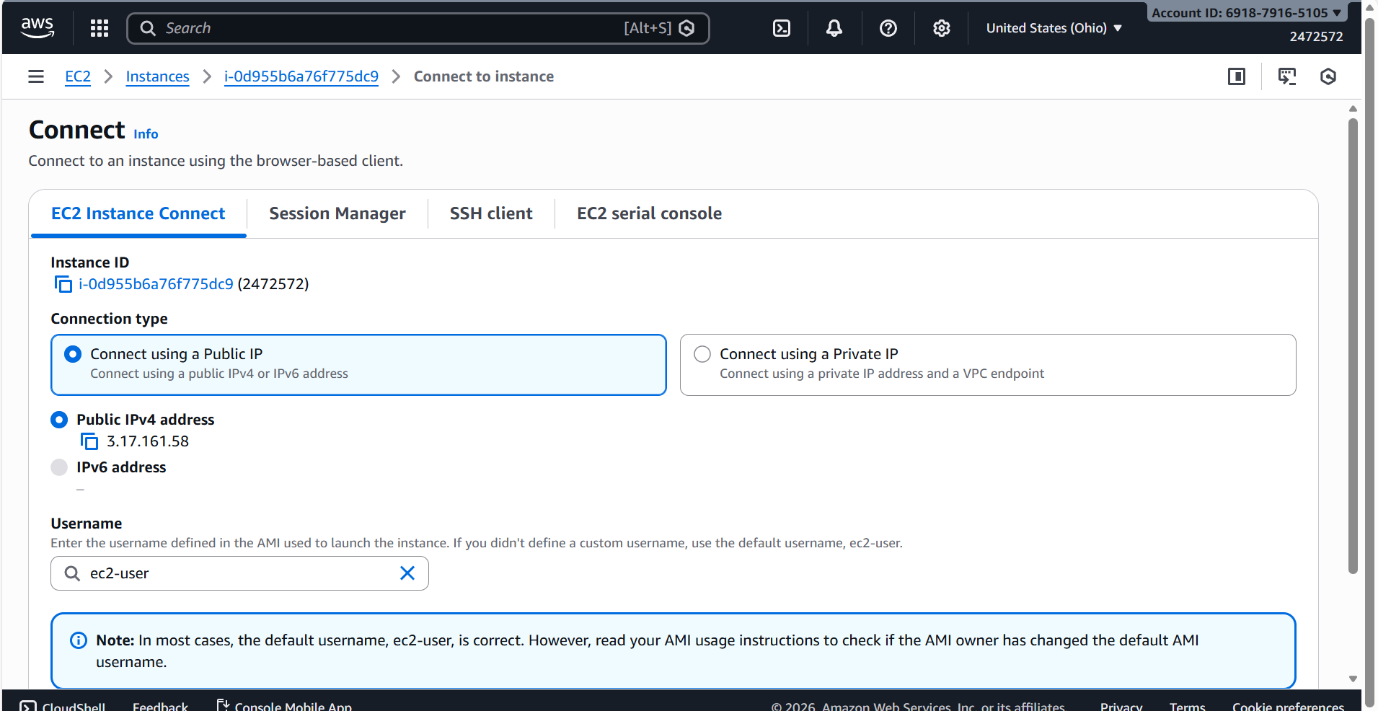 aws
Search [Alt+S]
United States (Ohio)
Account ID: 6918-7916-5105
2472572
EC2 Instances i-0d955b6a76f775dc9 Connect to instance
Connect Info
Connect to an instance using the browser-based client.
EC2 Instance Connect Session Manager SSH client EC2 serial console
Instance ID
i-0d955b6a76f775dc9 (2472572)
Connection type
Connect using a Public IP
Connect using a public IPv4 or IPv6 address
Connect using a Private IP
Connect using a private IP address and a VPC endpoint
Public IPv4 address
3.17.161.58
IPv6 address
–
Username
Enter the username defined in the AMI used to launch the instance. If you didn't define a custom username, use the default username, ec2-user.
ec2-user
Note: In most cases, the default username, ec2-user, is correct. However, read your AMI usage instructions to check if the AMI owner has changed the default AMI
username.
CloudShell Feedback Console Mobile App © 2026, Amazon Web Services, Inc. or its affiliates. Privacy Terms Cookie preferences